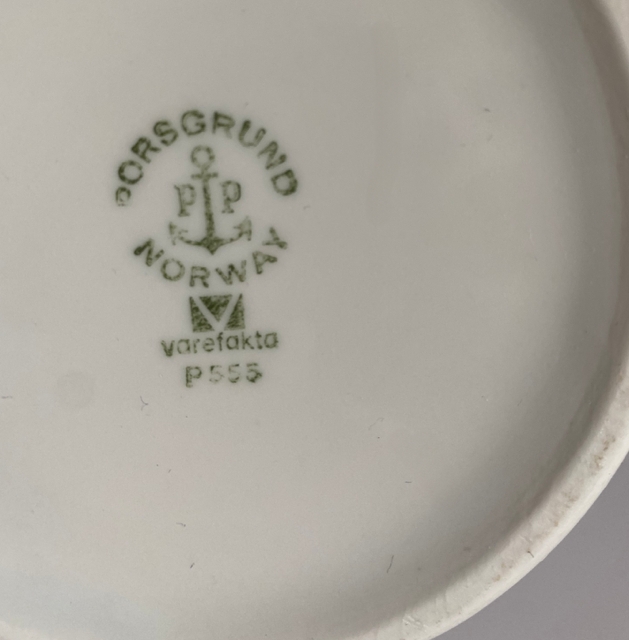 PORSGRUND
P P
NORWAY
varefakta
P555